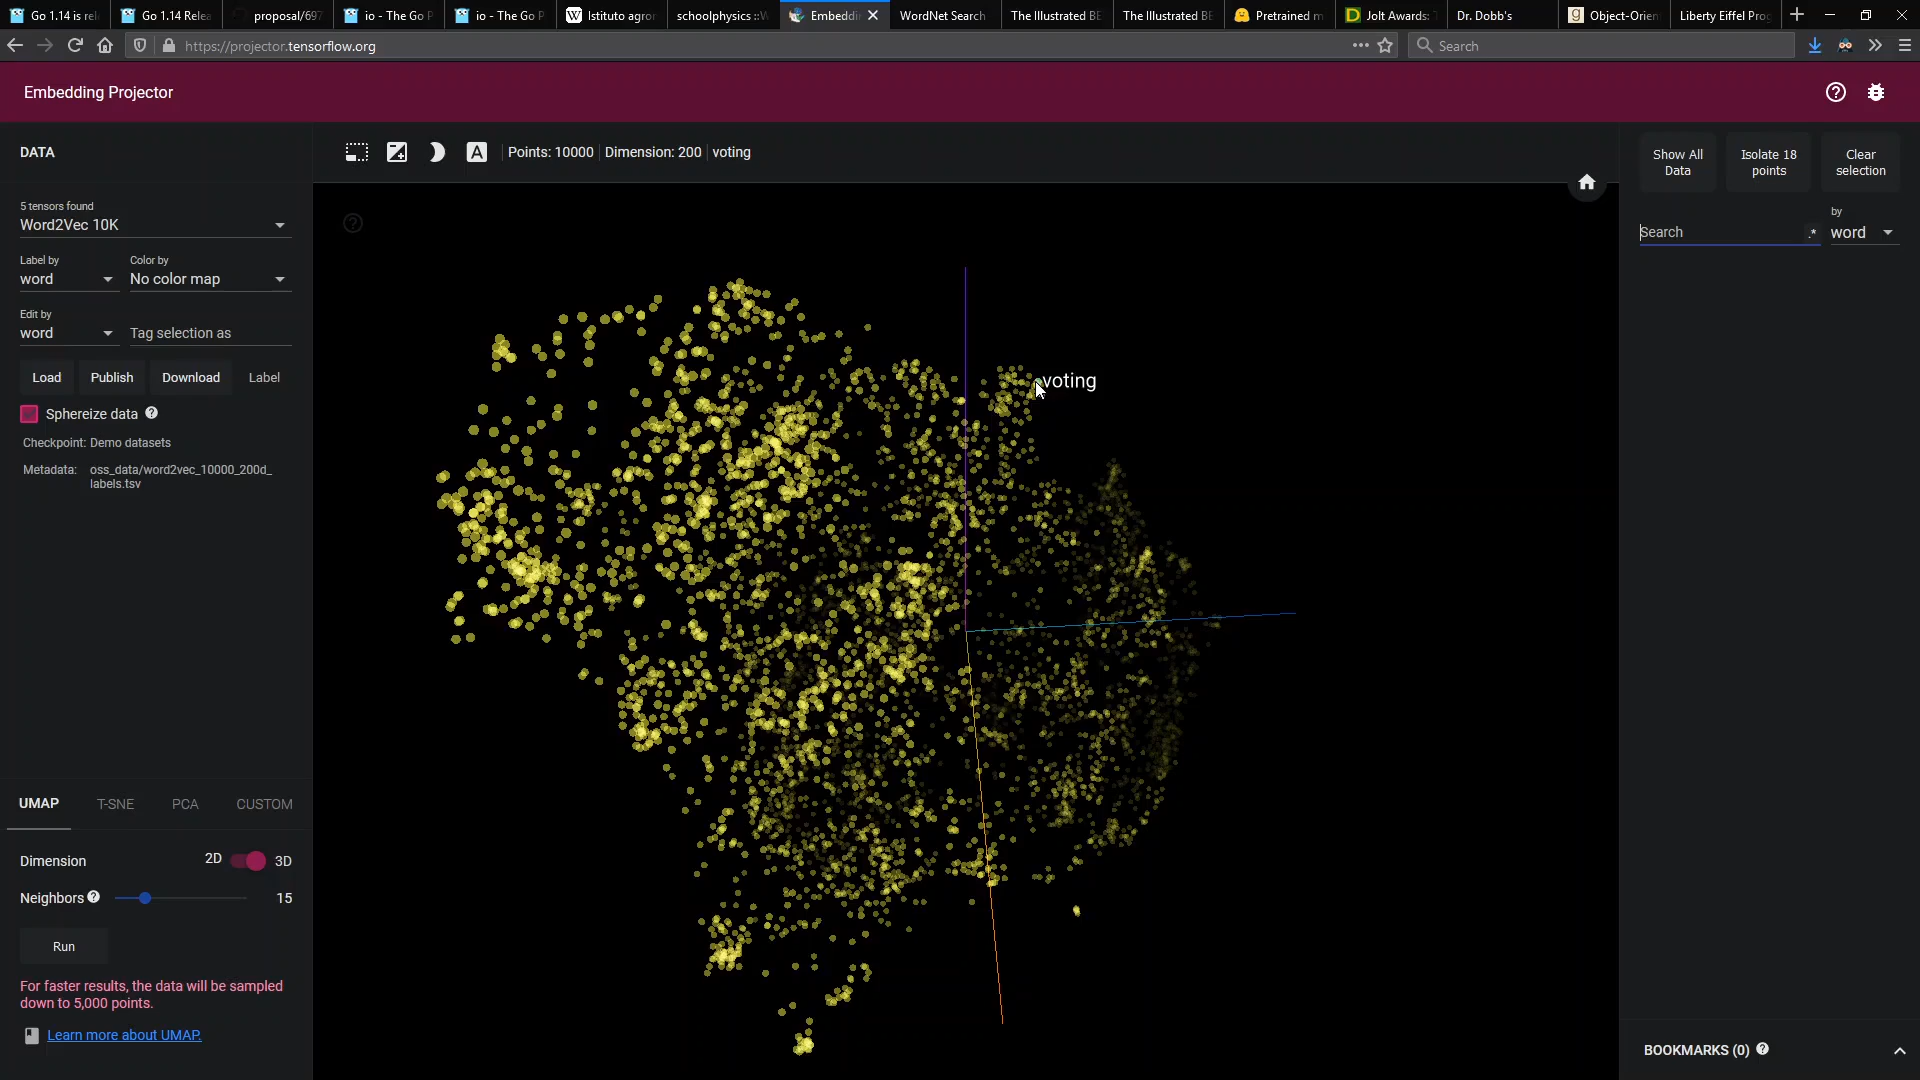 Go 1.14 is rel
Go 1.14 Relea
proposal/697
io - The Go P
io - The Go P
Istituto agror
schoolphysics ::W
Embeddi
WordNet Search
The Illustrated BE
The Illustrated BE
Pretrained m
Jolt Awards:
Dr. Dobb's
Object-Orien
Liberty Eiffel Prog
https://projector.tensorflow.org
Search
Embedding Projector
DATA
5 tensors found
Word2Vec 10K
Label by
Color by
word
No color map
Edit by
word
Tag selection as
Load
Publish
Download
Label
Sphereize data
Checkpoint: Demo datasets
Metadata: oss_data/word2vec_10000_200d_
labels.tsv
UMAP
T-SNE
PCA
CUSTOM
Dimension
2D
3D
Neighbors
15
Run
For faster results, the data will be sampled
down to 5,000 points.
Learn more about UMAP.
Points: 10000
Dimension: 200
voting
voting
Show All
Data
Isolate 18
points
Clear
selection
by
Search
.*
word
BOOKMARKS (0)